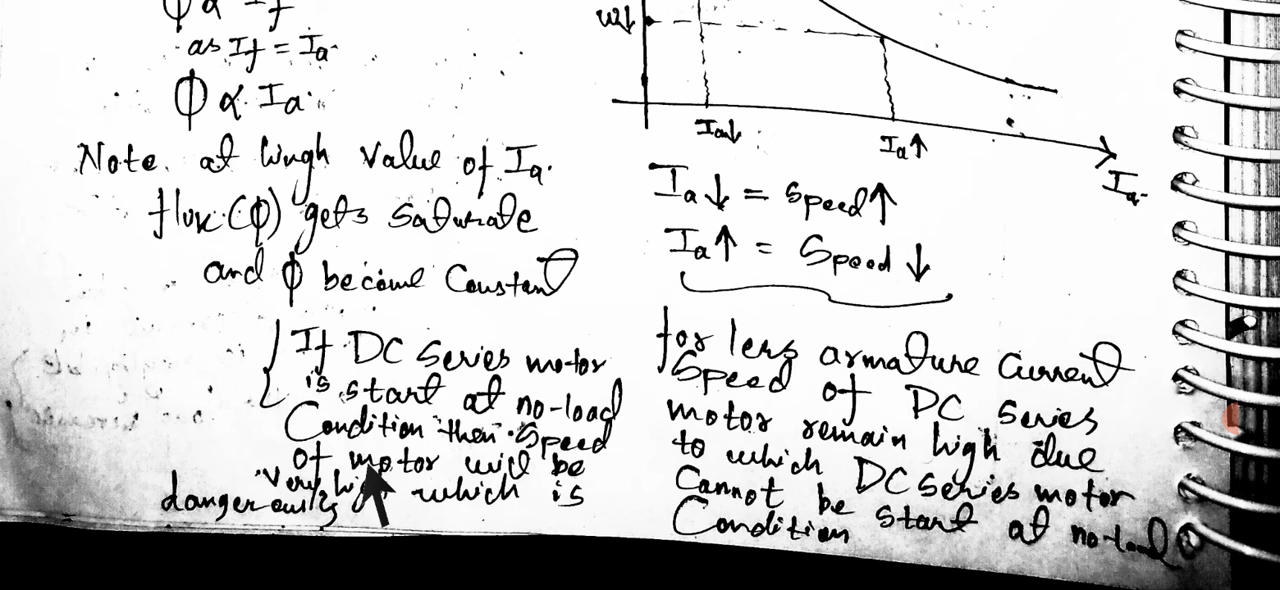 ϕ α If
as If = Ia
ϕ α Ia
Note. at high Value of Ia.
flux (ϕ) gets Saturate
and ϕ become Constant
If DC Series motor
is start at no-load
Condition then Speed
of motor will be
very high which is
dangerously
ω↓
Ia↓
Ia↑
Ia
Ia↓ = Speed↑
Ia↑ = Speed↓
for less armature Current
Speed of DC Series
motor remain high due
to which DC series motor
Cannot be start at no-load
Condition